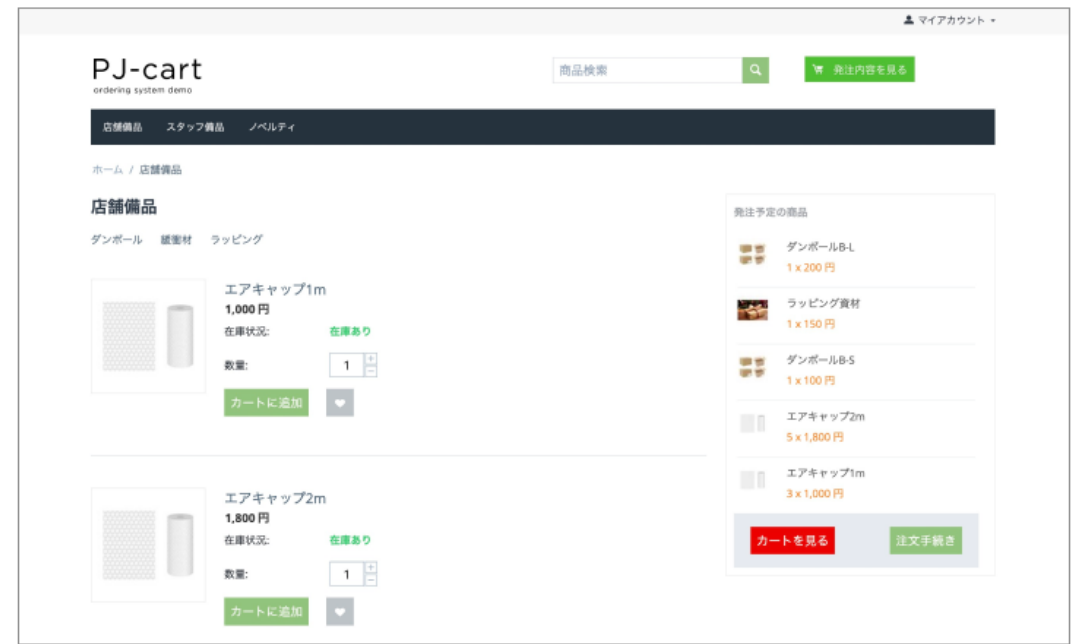 マイアカウント
PJ-cart
ordering system demo
商品検索
発注内容を見る
店舗備品 スタッフ備品 ノベルティ
ホーム / 店舗備品
店舗備品
ダンボール 緩衝材 ラッピング
エアキャップ1m
1,000 円
在庫状況: 在庫あり
数量: 1
カートに追加
エアキャップ2m
1,800 円
在庫状況: 在庫あり
数量: 1
カートに追加
発注予定の商品
ダンボールB-L
1 x 200 円
ラッピング資材
1 x 150 円
ダンボールB-S
1 x 100 円
エアキャップ2m
5 x 1,800 円
エアキャップ1m
3 x 1,000 円
カートを見る 注文手続き